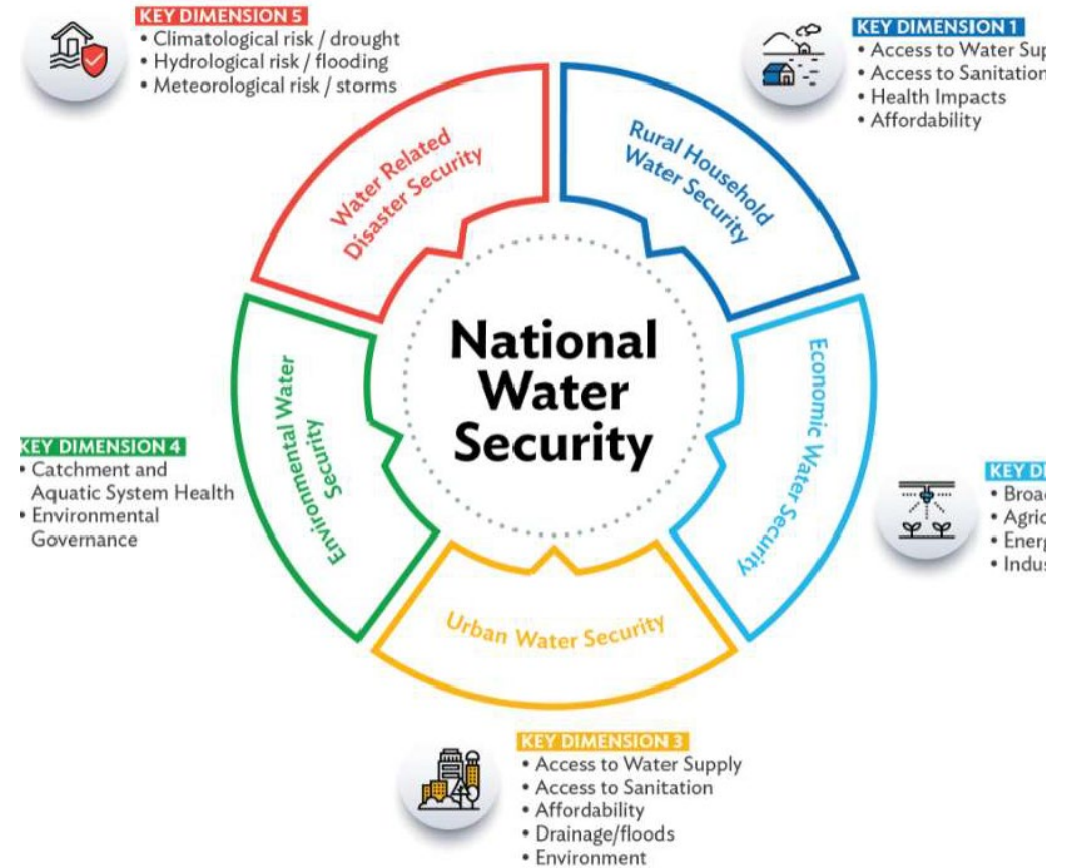 KEY DIMENSION 5
• Climatological risk / drought
• Hydrological risk / flooding
• Meteorological risk / storms
KEY DIMENSION 1
• Access to Water
• Access to Sanitation
• Health Impacts
• Affordability
Water Related
Disaster Security
Rural Household
Water Security
National
Water
Security
Economic Water Security
Environmental Water
Security
Urban Water Security
KEY DIMENSION 4
• Catchment and
Aquatic System Health
• Environmental
Governance
KEY
KEY DIMENSION 3
• Access to Water Supply
• Access to Sanitation
• Affordability
• Drainage/floods
• Environment